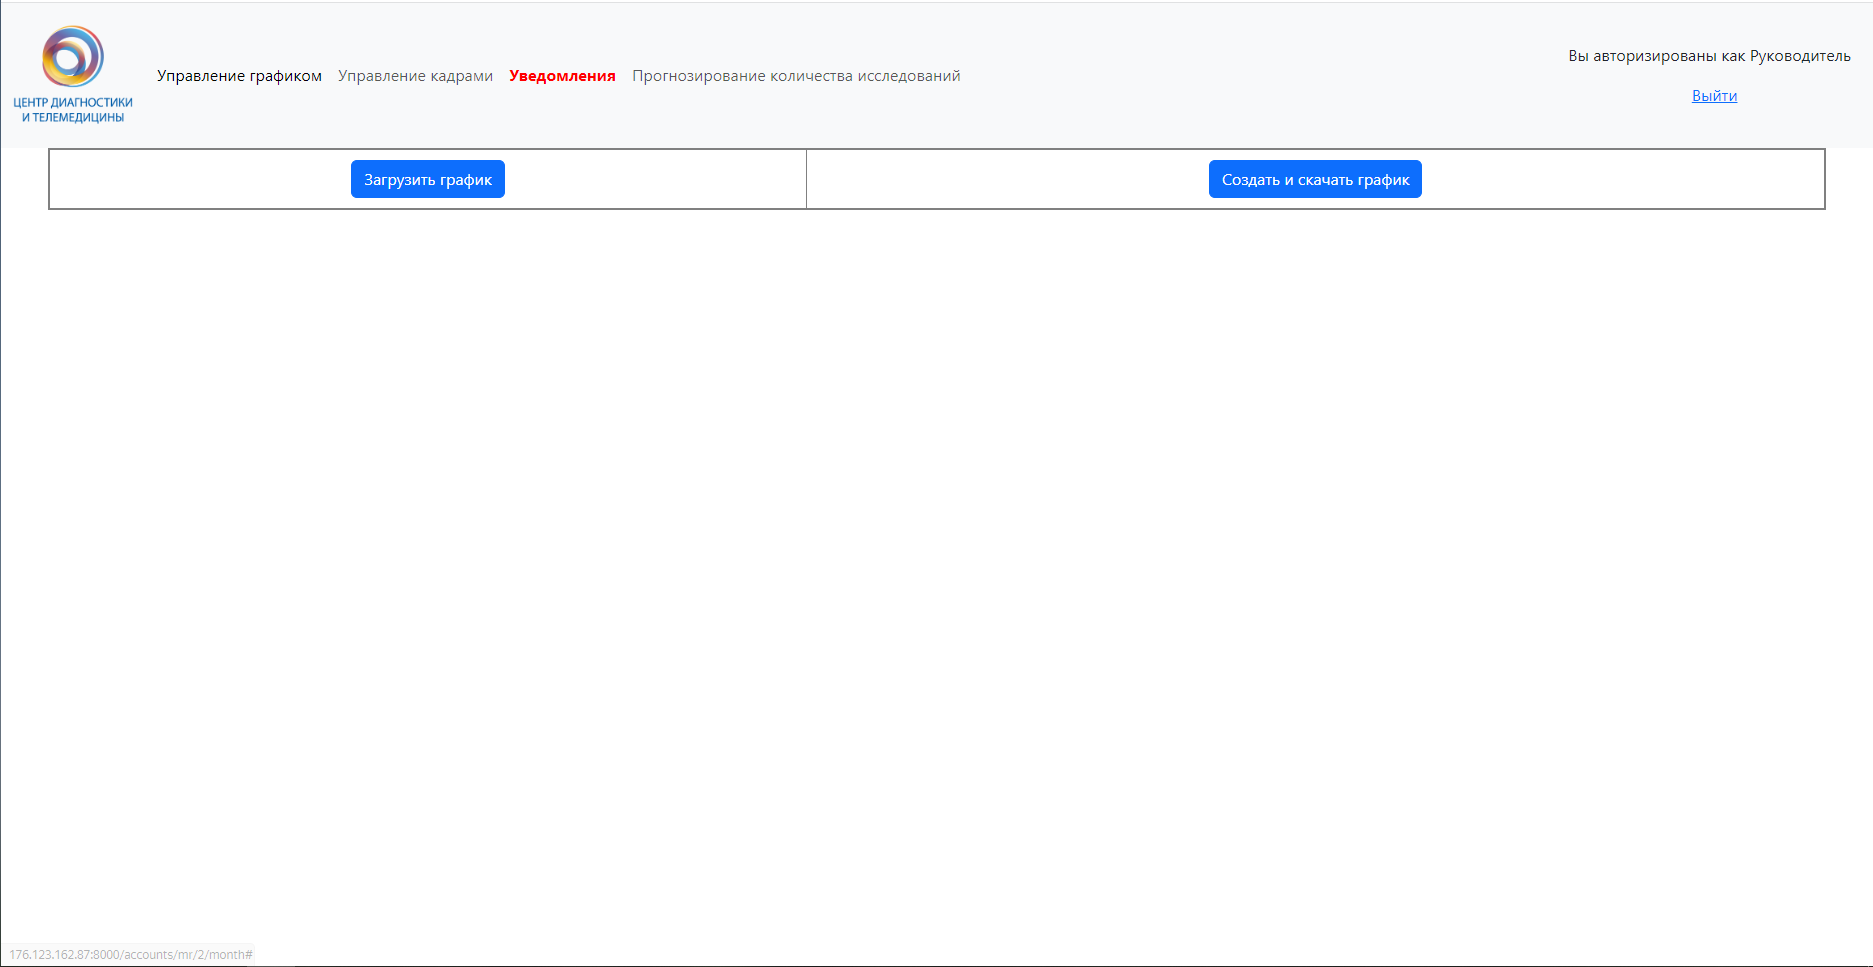 ЦЕНТР ДИАГНОСТИКИ
И ТЕЛЕМЕДИЦИНЫ
Управление графиком Управление кадрами Уведомления Прогнозирование количества исследований
Вы авторизированы как Руководитель
Выйти
Загрузить график Создать и скачать график
176.123.162.87:8000/accounts/mr/2/month#